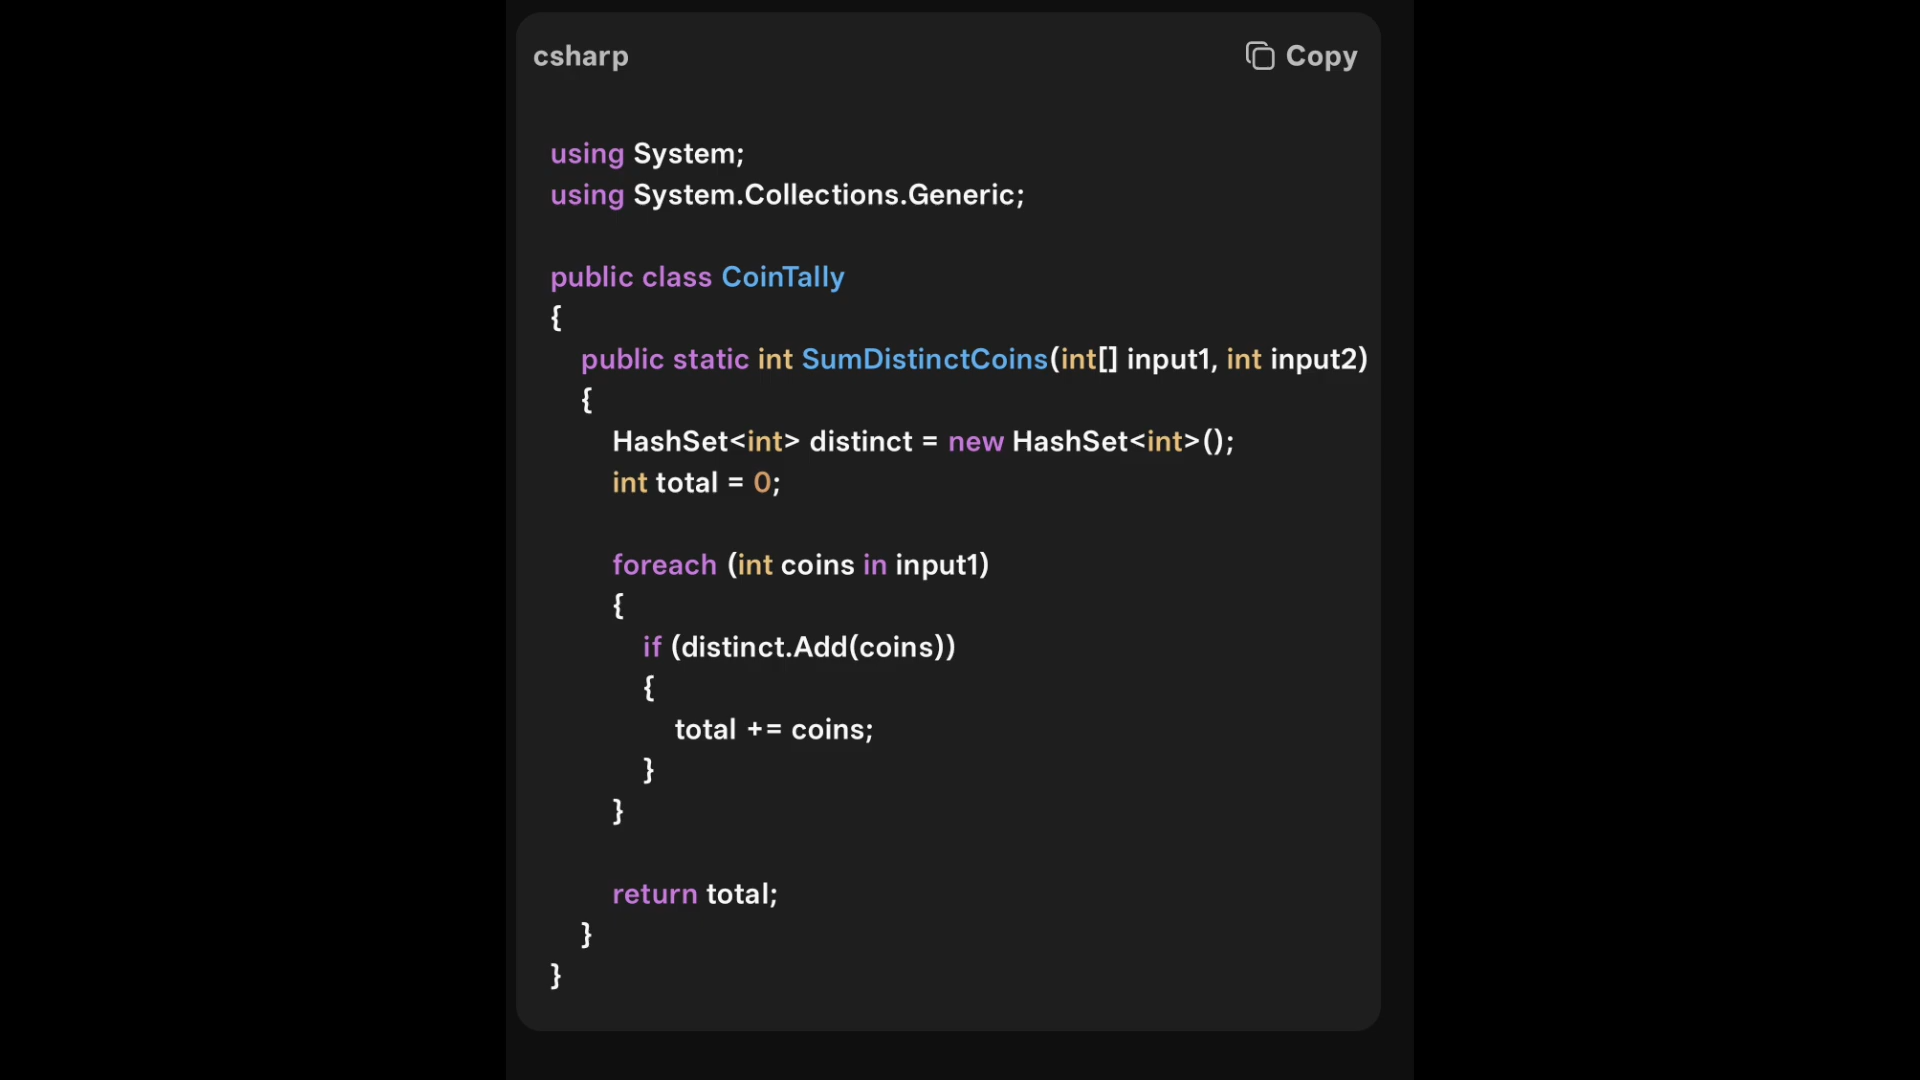 csharp
Copy
using System;
using System.Collections.Generic;
public class CoinTally
{
public static int SumDistinctCoins(int[] input1, int input2)
{
HashSet<int> distinct = new HashSet<int>();
int total = 0;
foreach (int coins in input1)
{
if (distinct.Add(coins))
{
total += coins;
}
}
return total;
}
}